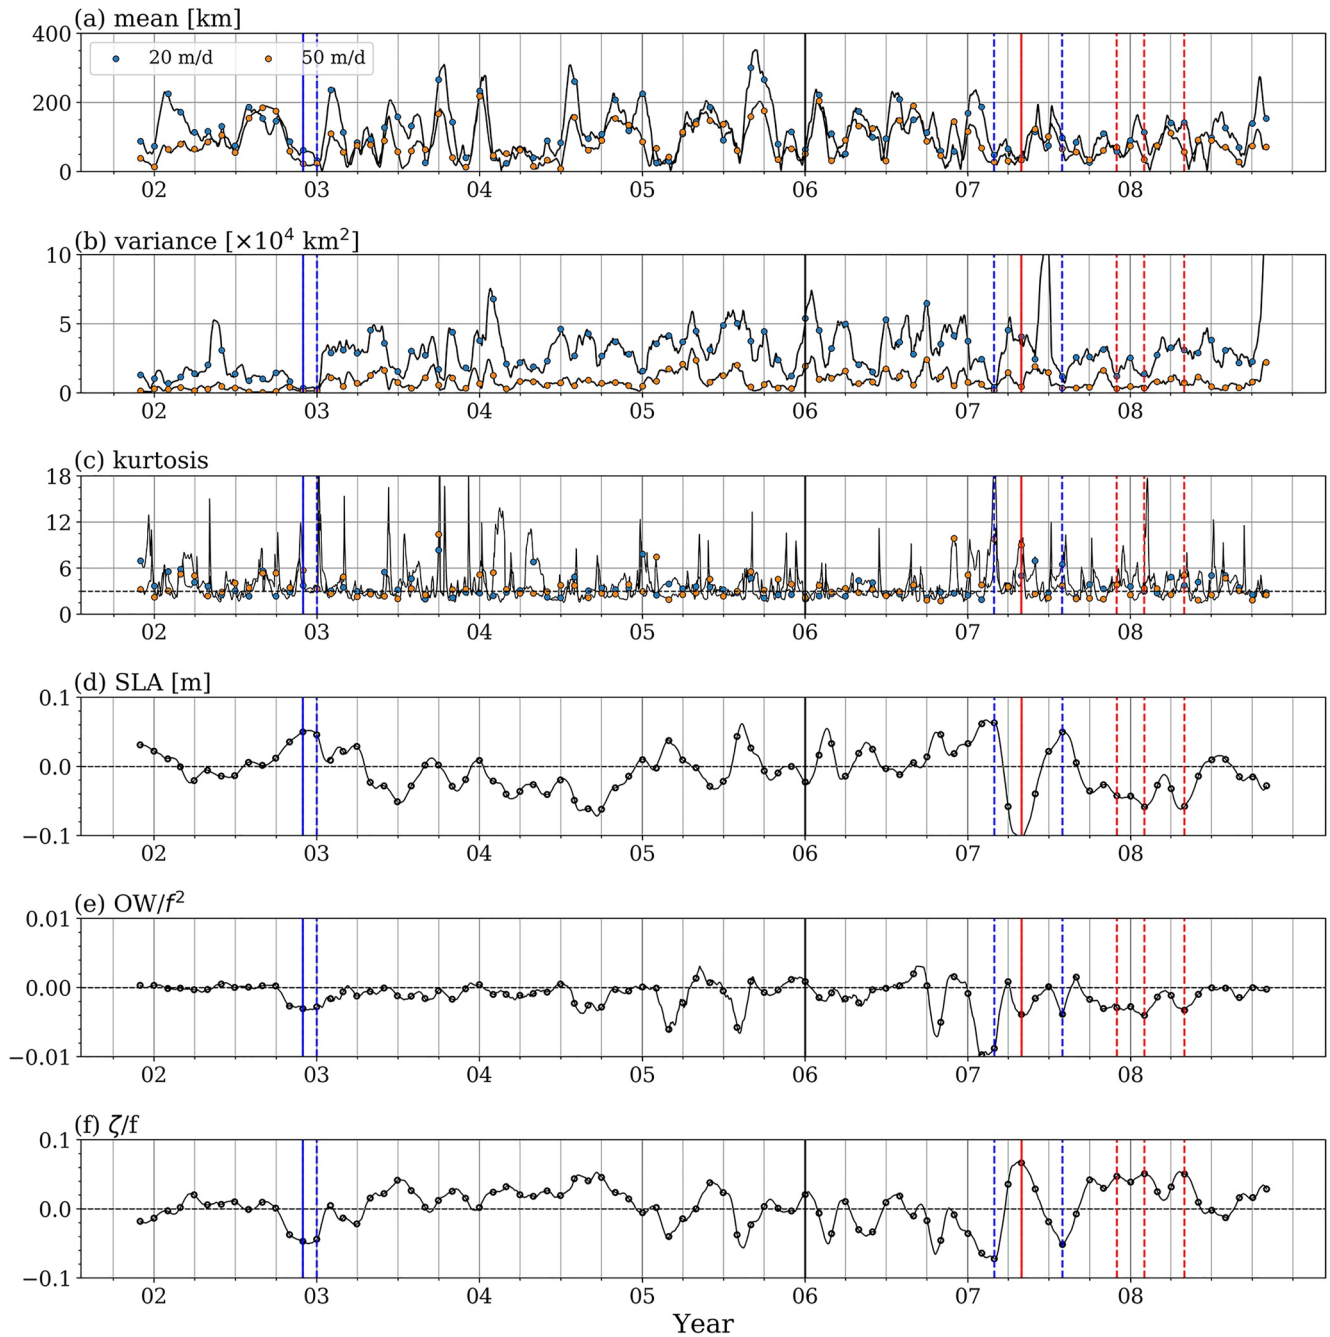 (a) mean [km]
400
200
0
20 m/d 50 m/d
02 03 04 05 06 07 08
(b) variance [×10⁴ km²]
10
5
0
02 03 04 05 06 07 08
(c) kurtosis
18
12
6
0
02 03 04 05 06 07 08
(d) SLA [m]
0.1
0.0
−0.1
02 03 04 05 06 07 08
(e) OW/f²
0.01
0.00
−0.01
02 03 04 05 06 07 08
(f) ζ/f
0.1
0.0
−0.1
02 03 04 05 06 07 08
Year